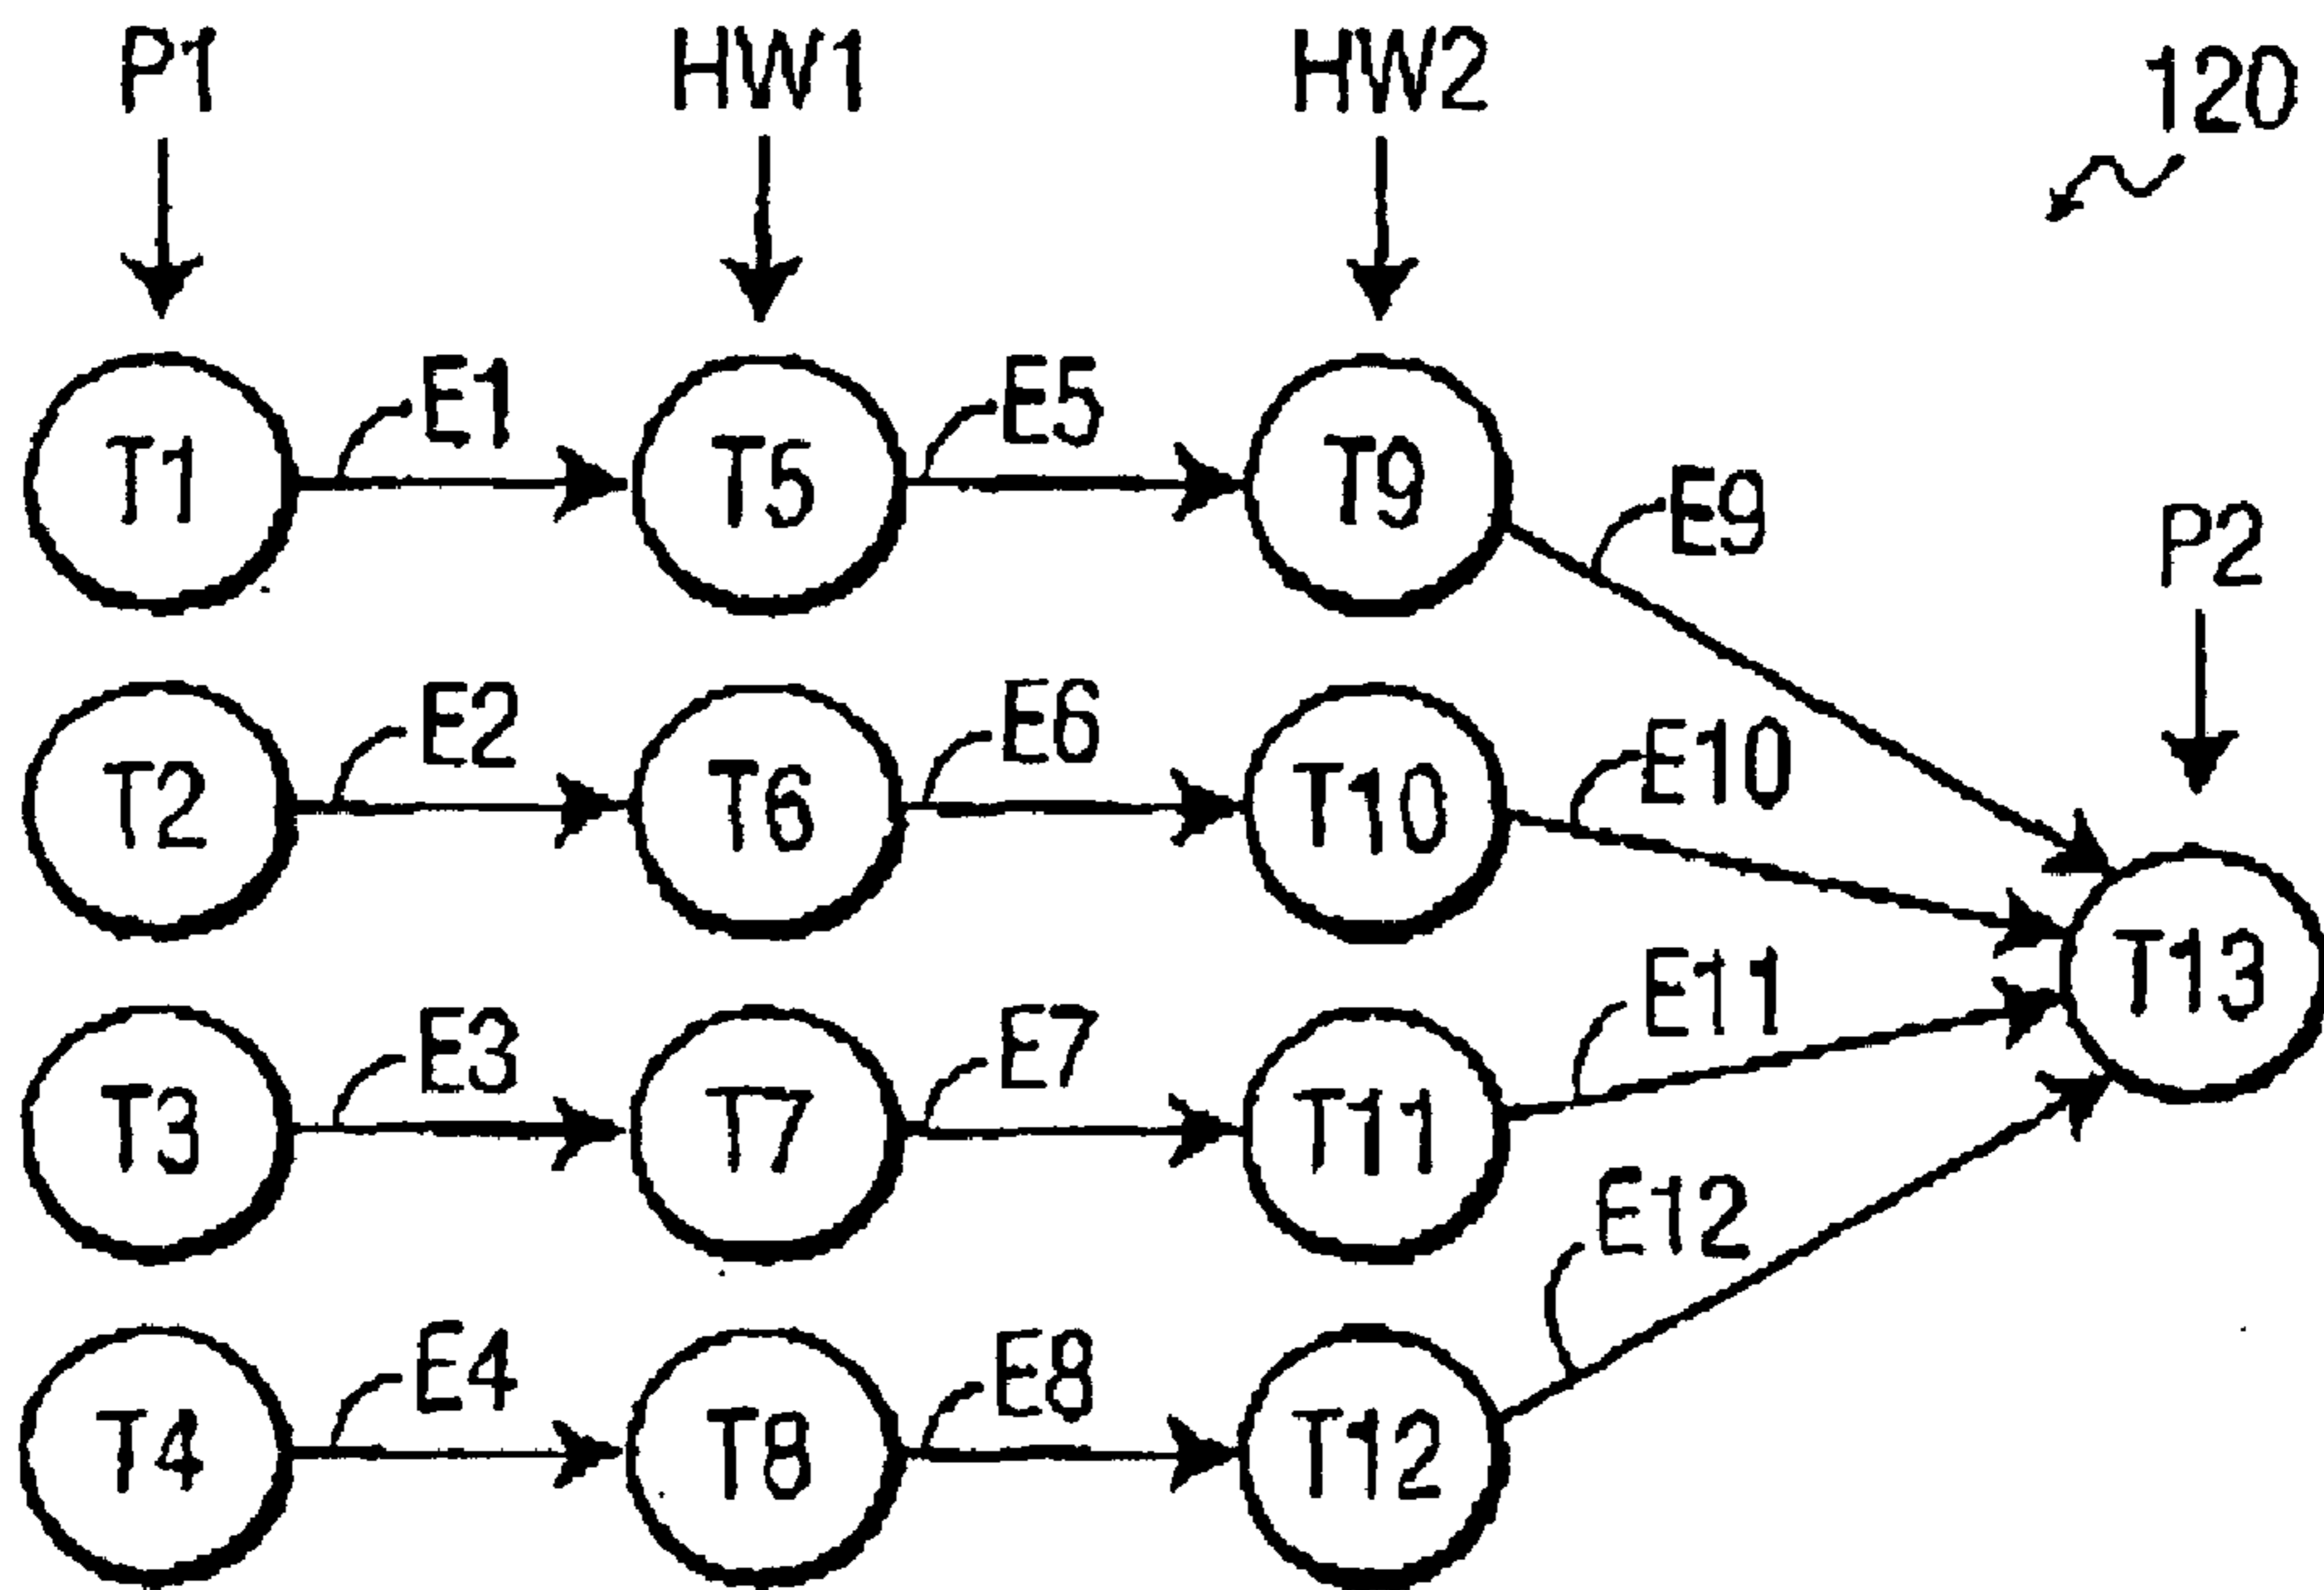 P1 HW1 HW2 120
T1 E1 T5 E5 T9 E9
P2
T2 E2 T6 E6 T10 E10
T13
T3 E3 T7 E7 T11 E11
E12
T4 E4 T8 E8 T12